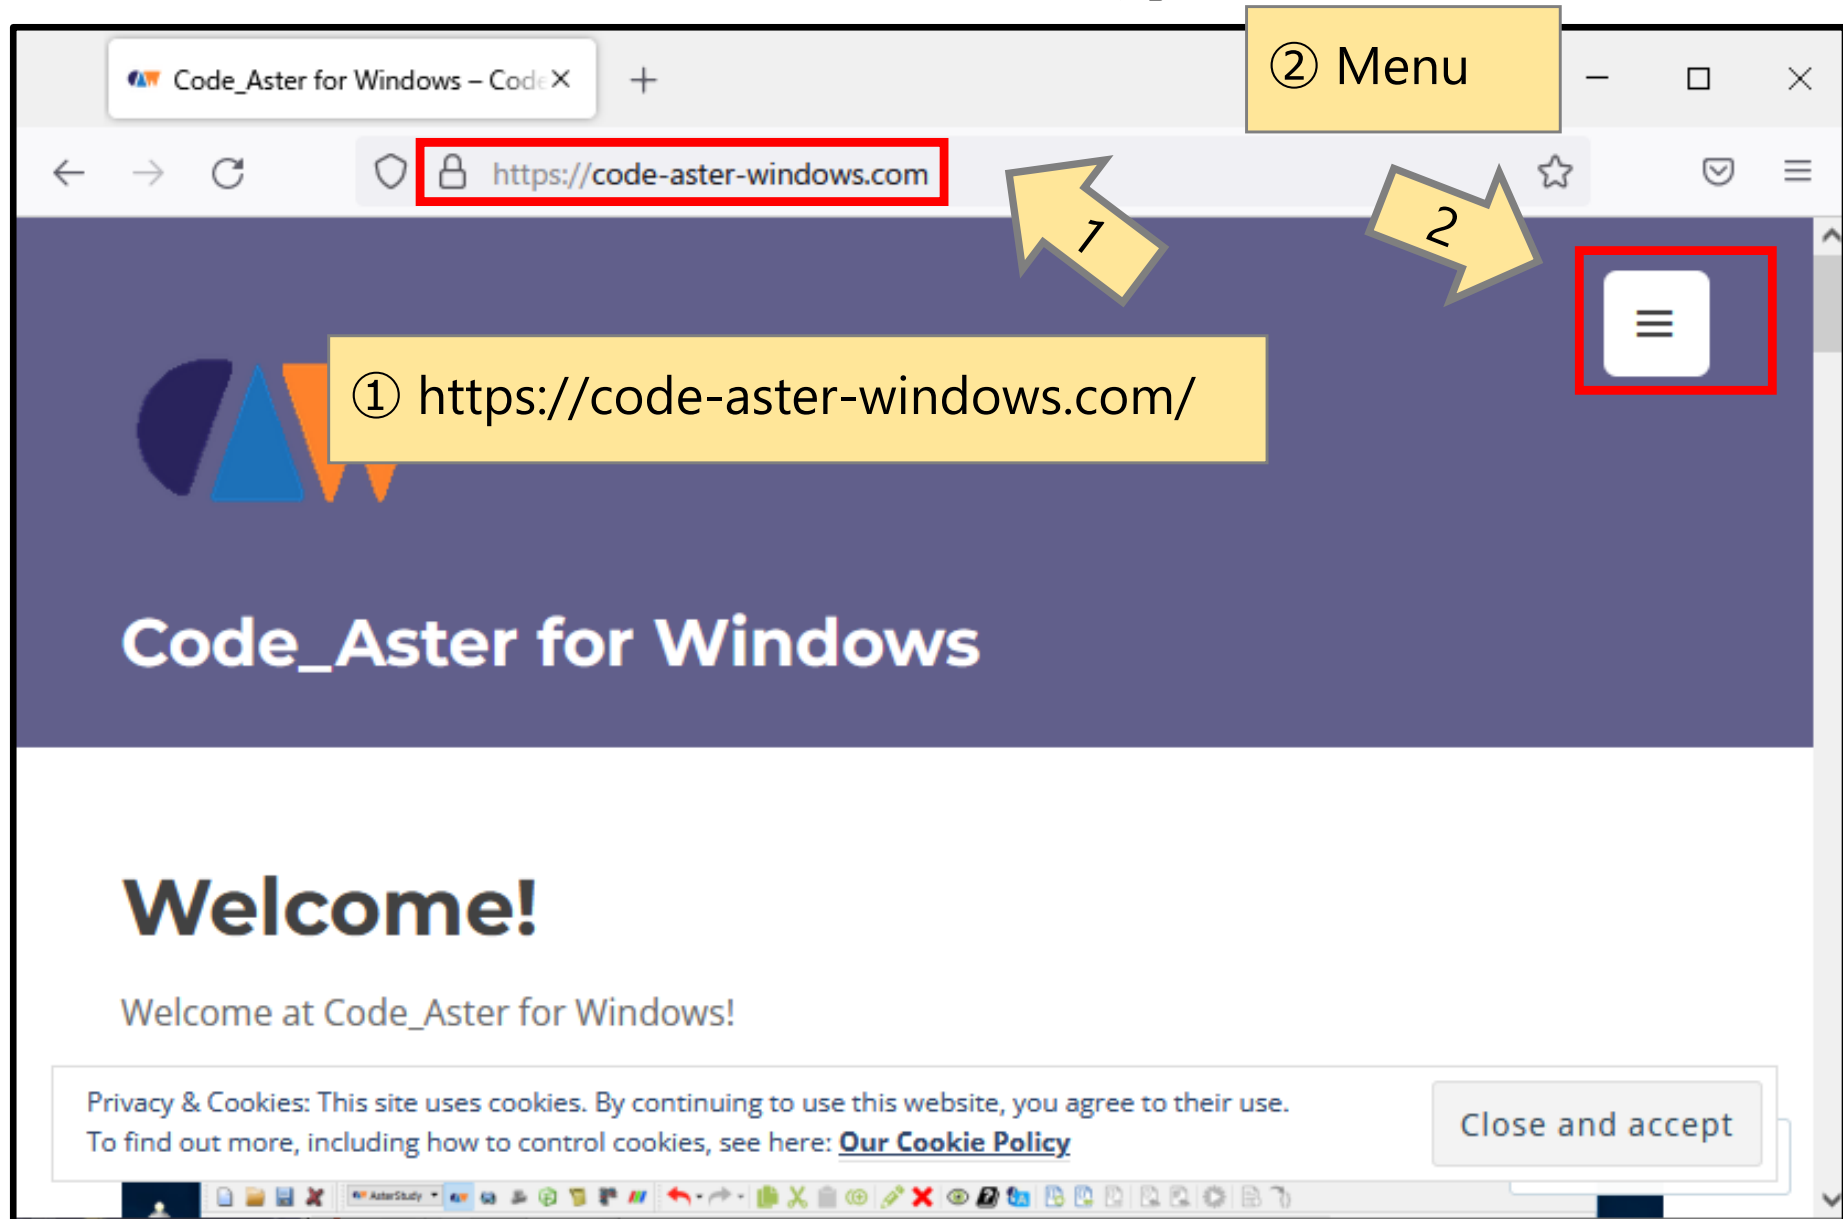 ② Menu
Code_Aster for Windows – Code
https://code-aster-windows.com
1
2
① https://code-aster-windows.com/
Code_Aster for Windows
Welcome!
Welcome at Code_Aster for Windows!
Privacy & Cookies: This site uses cookies. By continuing to use this website, you agree to their use.
To find out more, including how to control cookies, see here: Our Cookie Policy
Close and accept
AsterStudy